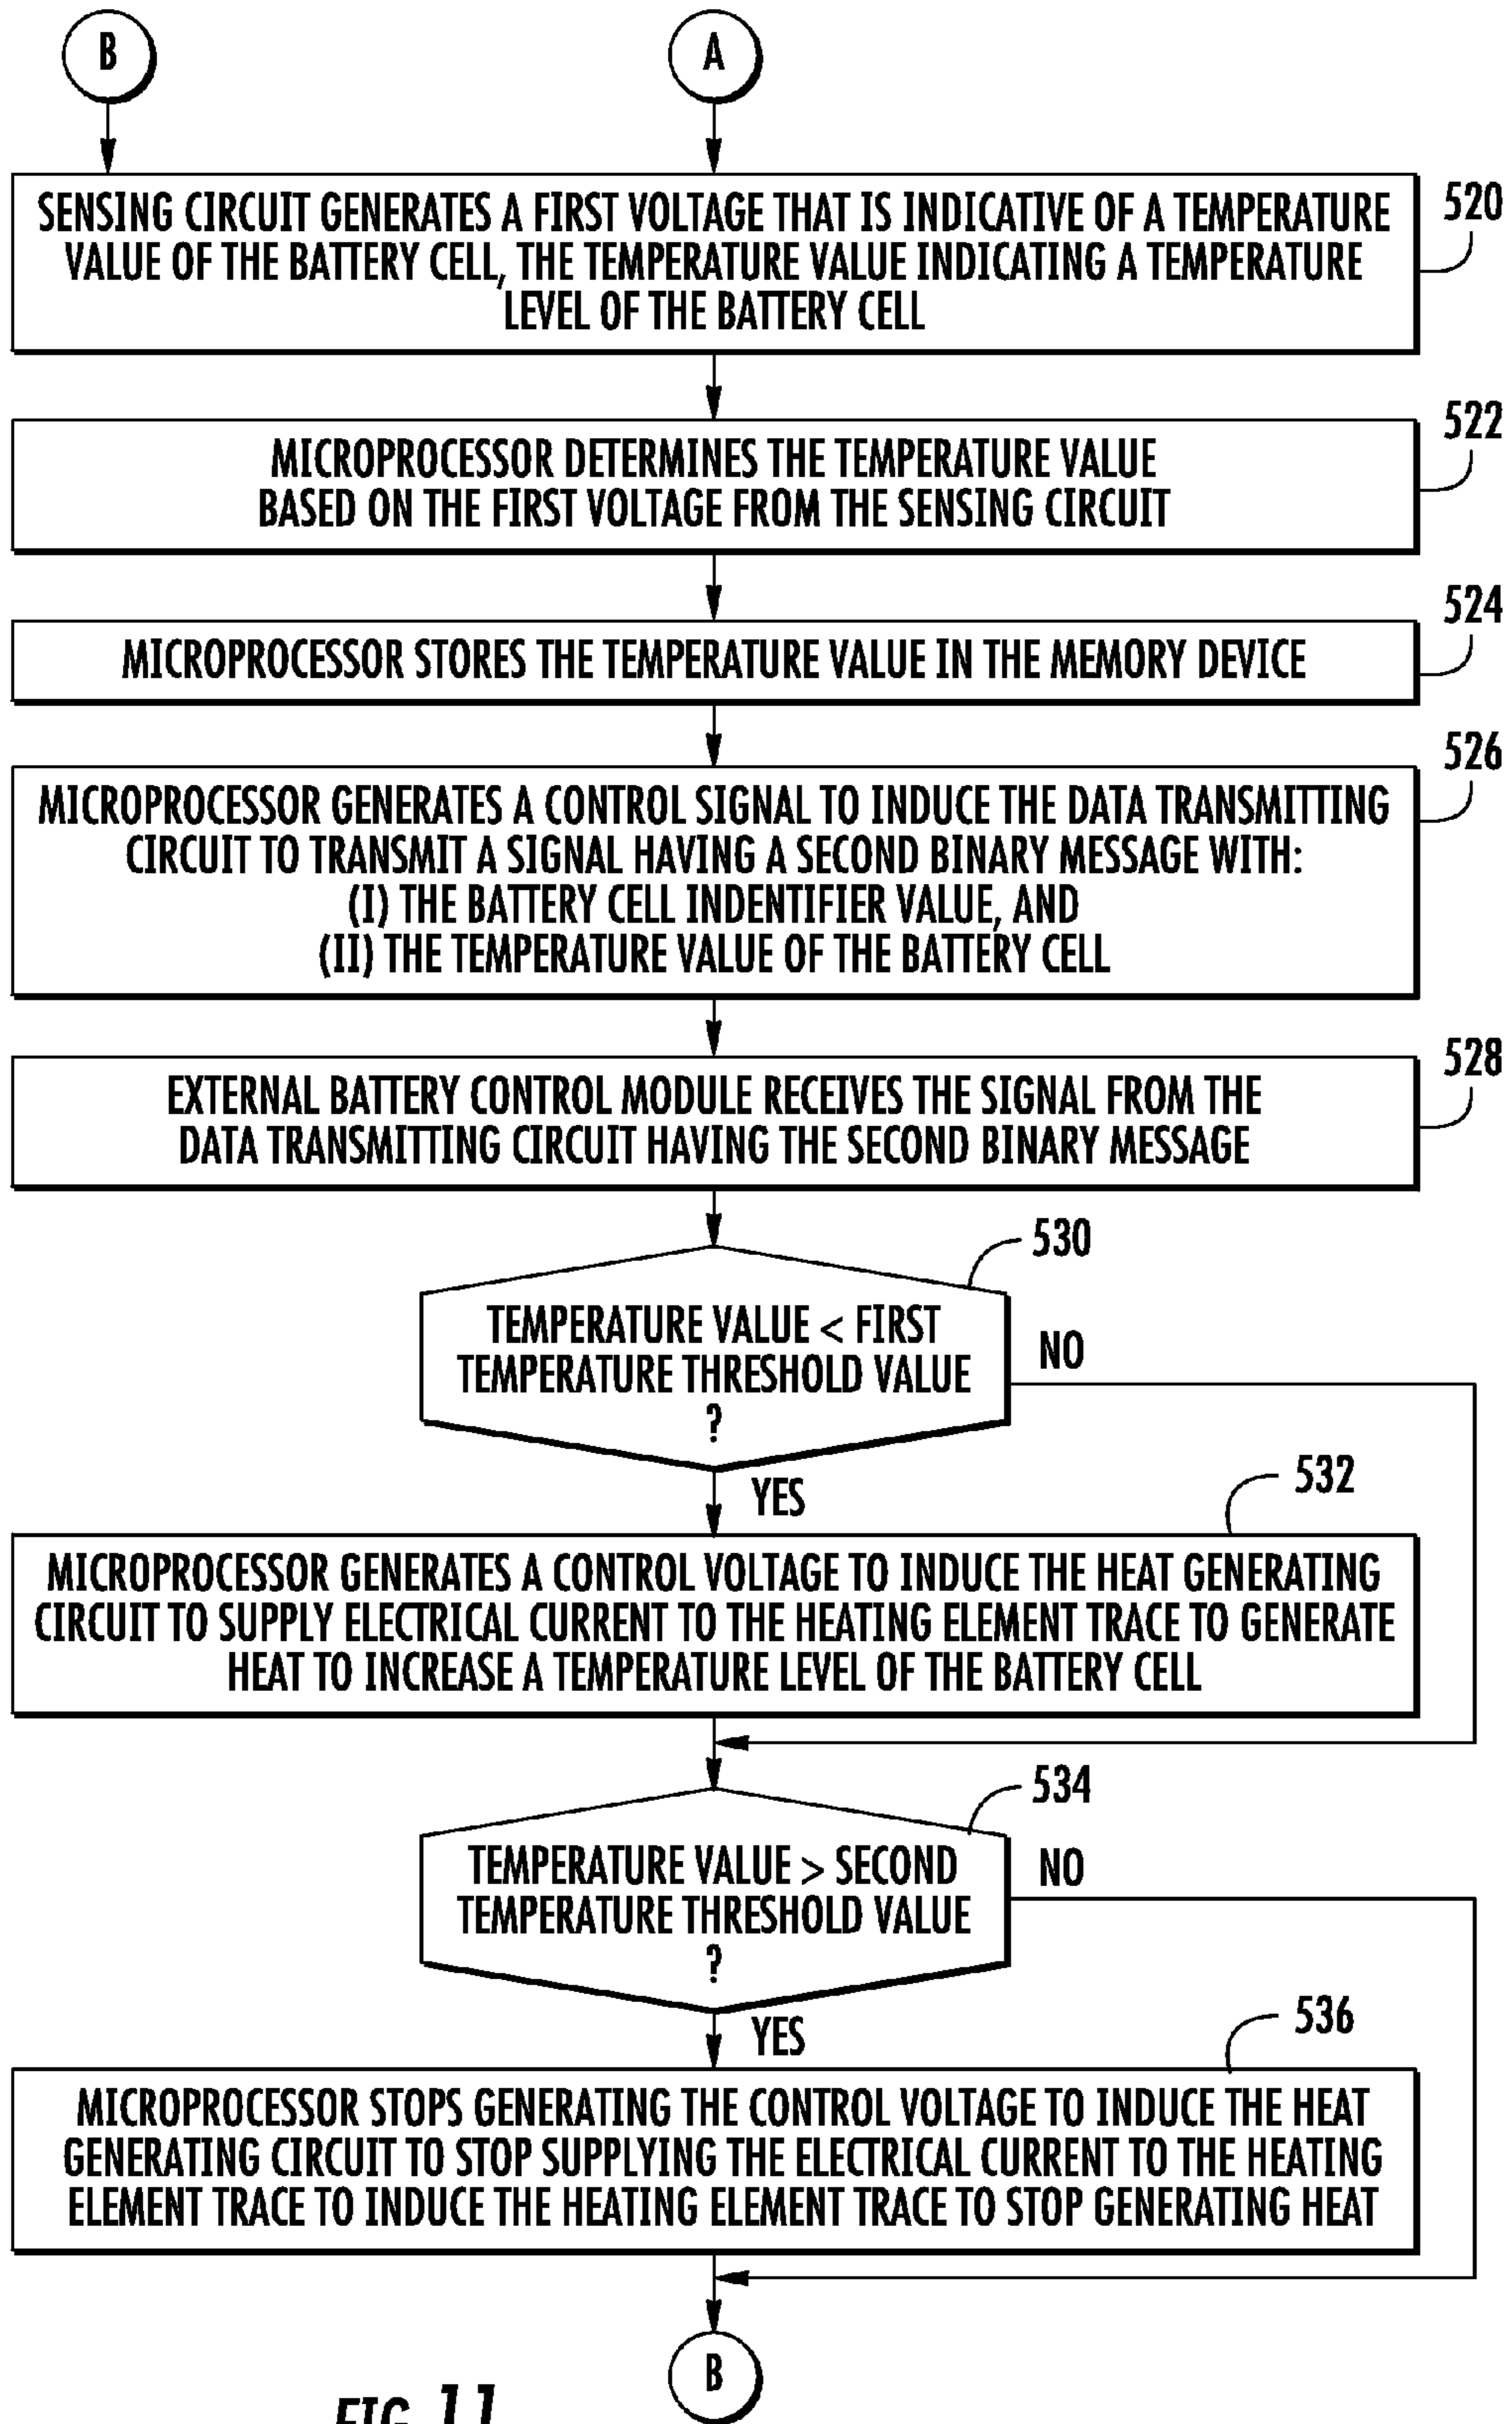 B
A
SENSING CIRCUIT GENERATES A FIRST VOLTAGE THAT IS INDICATIVE OF A TEMPERATURE
VALUE OF THE BATTERY CELL, THE TEMPERATURE VALUE INDICATING A TEMPERATURE
LEVEL OF THE BATTERY CELL
520
MICROPROCESSOR DETERMINES THE TEMPERATURE VALUE
BASED ON THE FIRST VOLTAGE FROM THE SENSING CIRCUIT
522
MICROPROCESSOR STORES THE TEMPERATURE VALUE IN THE MEMORY DEVICE
524
MICROPROCESSOR GENERATES A CONTROL SIGNAL TO INDUCE THE DATA TRANSMITTING
CIRCUIT TO TRANSMIT A SIGNAL HAVING A SECOND BINARY MESSAGE WITH:
(I) THE BATTERY CELL INDENTIFIER VALUE, AND
(II) THE TEMPERATURE VALUE OF THE BATTERY CELL
526
EXTERNAL BATTERY CONTROL MODULE RECEIVES THE SIGNAL FROM THE
DATA TRANSMITTING CIRCUIT HAVING THE SECOND BINARY MESSAGE
528
530
TEMPERATURE VALUE < FIRST
TEMPERATURE THRESHOLD VALUE
?
NO
YES
532
MICROPROCESSOR GENERATES A CONTROL VOLTAGE TO INDUCE THE HEAT GENERATING
CIRCUIT TO SUPPLY ELECTRICAL CURRENT TO THE HEATING ELEMENT TRACE TO GENERATE
HEAT TO INCREASE A TEMPERATURE LEVEL OF THE BATTERY CELL
534
TEMPERATURE VALUE > SECOND
TEMPERATURE THRESHOLD VALUE
?
NO
YES
536
MICROPROCESSOR STOPS GENERATING THE CONTROL VOLTAGE TO INDUCE THE HEAT
GENERATING CIRCUIT TO STOP SUPPLYING THE ELECTRICAL CURRENT TO THE HEATING
ELEMENT TRACE TO INDUCE THE HEATING ELEMENT TRACE TO STOP GENERATING HEAT
B
FIG. 11